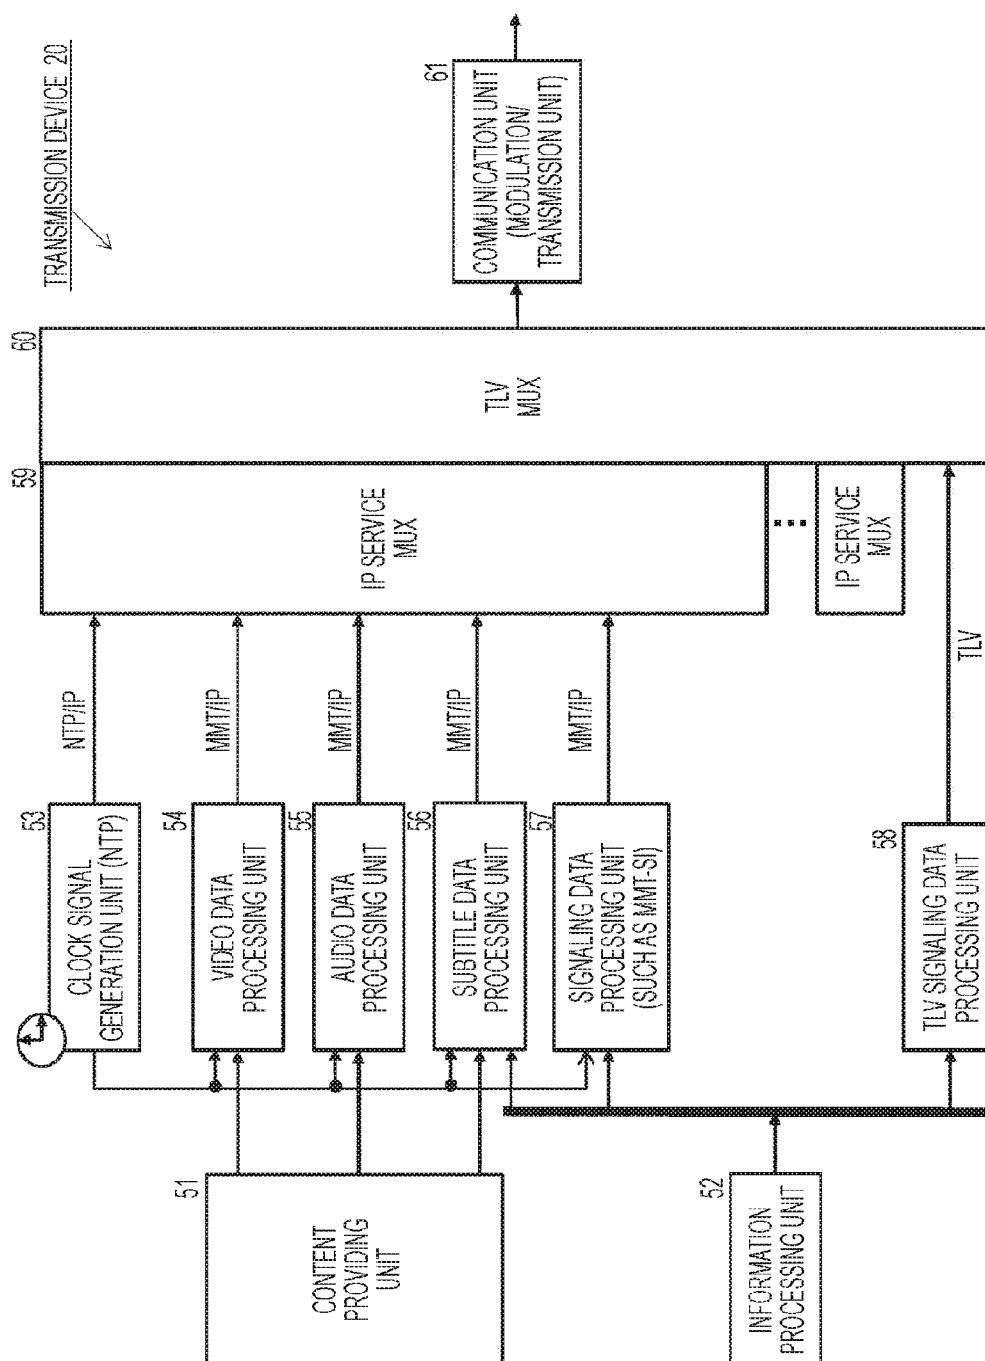 TRANSMISSION DEVICE 20
51
CONTENT
PROVIDING
UNIT
52
INFORMATION
PROCESSING UNIT
53
CLOCK SIGNAL
GENERATION UNIT (NTP)
54
VIDEO DATA
PROCESSING UNIT
55
AUDIO DATA
PROCESSING UNIT
56
SUBTITLE DATA
PROCESSING UNIT
57
SIGNALING DATA
PROCESSING UNIT
(SUCH AS MMT-SI)
58
TLV SIGNALING DATA
PROCESSING UNIT
NTP/IP
MMT/IP
MMT/IP
MMT/IP
MMT/IP
TLV
59
IP SERVICE
MUX
IP SERVICE
MUX
60
TLV
MUX
61
COMMUNICATION UNIT
(MODULATION/
TRANSMISSION UNIT)